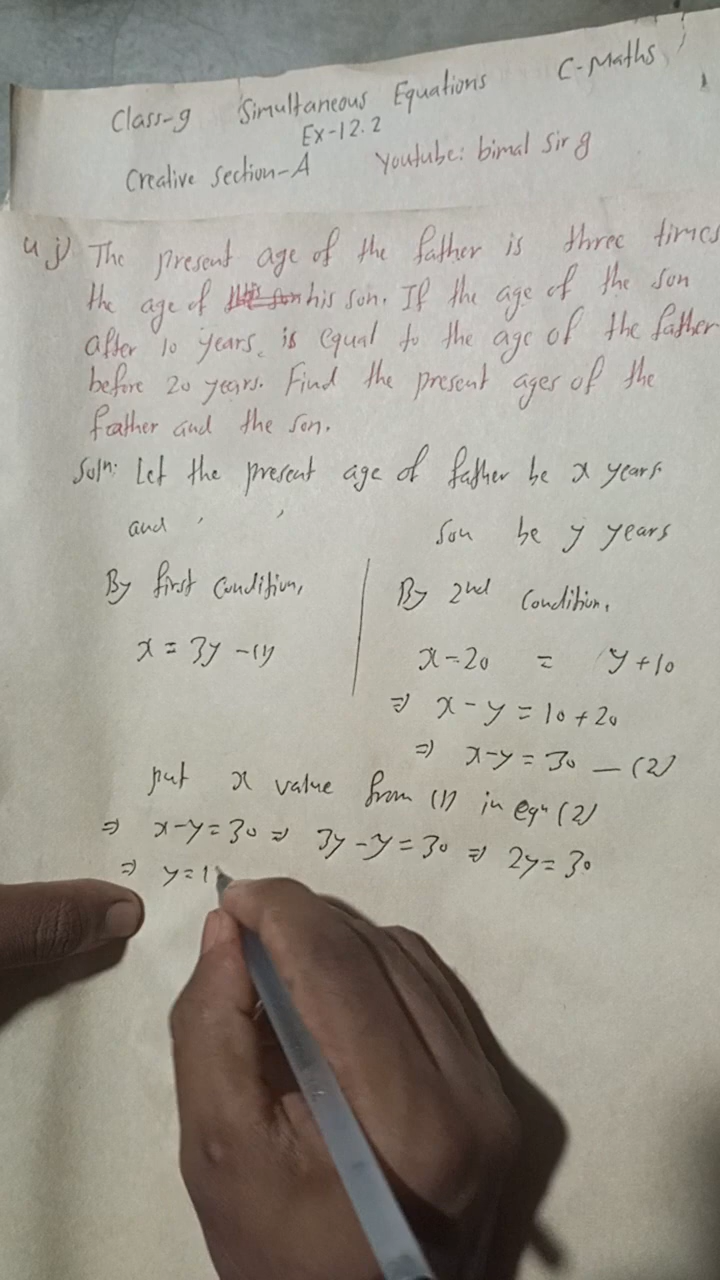 Class-9 Simultaneous Equations C-Maths
Ex-12.2
Creative Section-A Youtube: bimal Sir g
4 j) The present age of the father is three times
the age of his son. If the age of the son
after 10 years, is equal to the age of the father
before 20 years. Find the present ages of the
father and the son.
Soln: Let the present age of father be x years
and ' ' son be y years
By first Condition,
x = 3y -(1)
By 2nd Condition,
x-20 = y+10
⇒ x-y = 10+20
⇒ x-y = 30 — (2)
put x value from (1) in eqn (2)
⇒ x-y=30 ⇒ 3y-y=30 ⇒ 2y=30
⇒ y=1